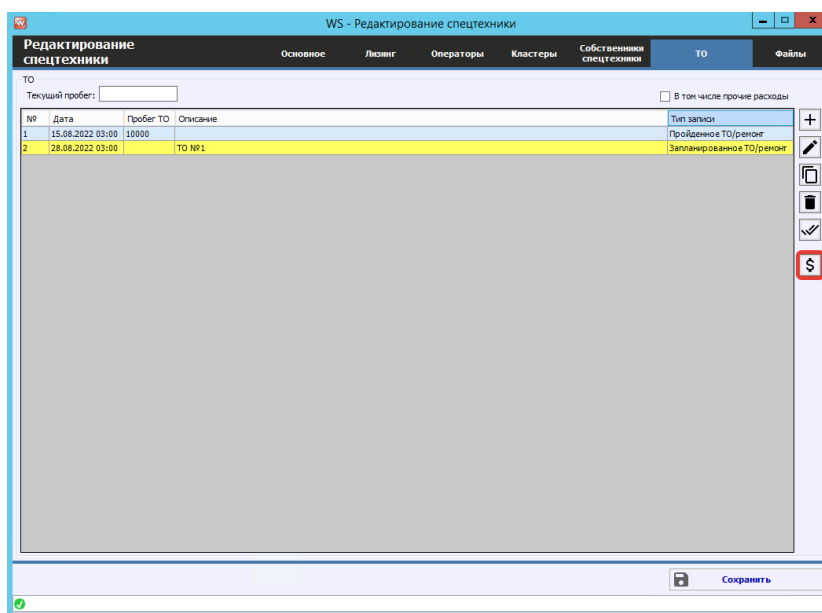 WS - Редактирование спецтехники
Редактирование
спецтехники
Основное
Лизинг
Операторы
Кластеры
Собственники
спецтехники
ТО
Файлы
ТО
Текущий пробег:
В том числе прочие расходы
№ Дата Пробег ТО Описание Тип записи
1 15.08.2022 03:00 10000 Пройденное ТО/ремонт
2 28.08.2022 03:00 ТО №1 Запланированное ТО/ремонт
$
Сохранить